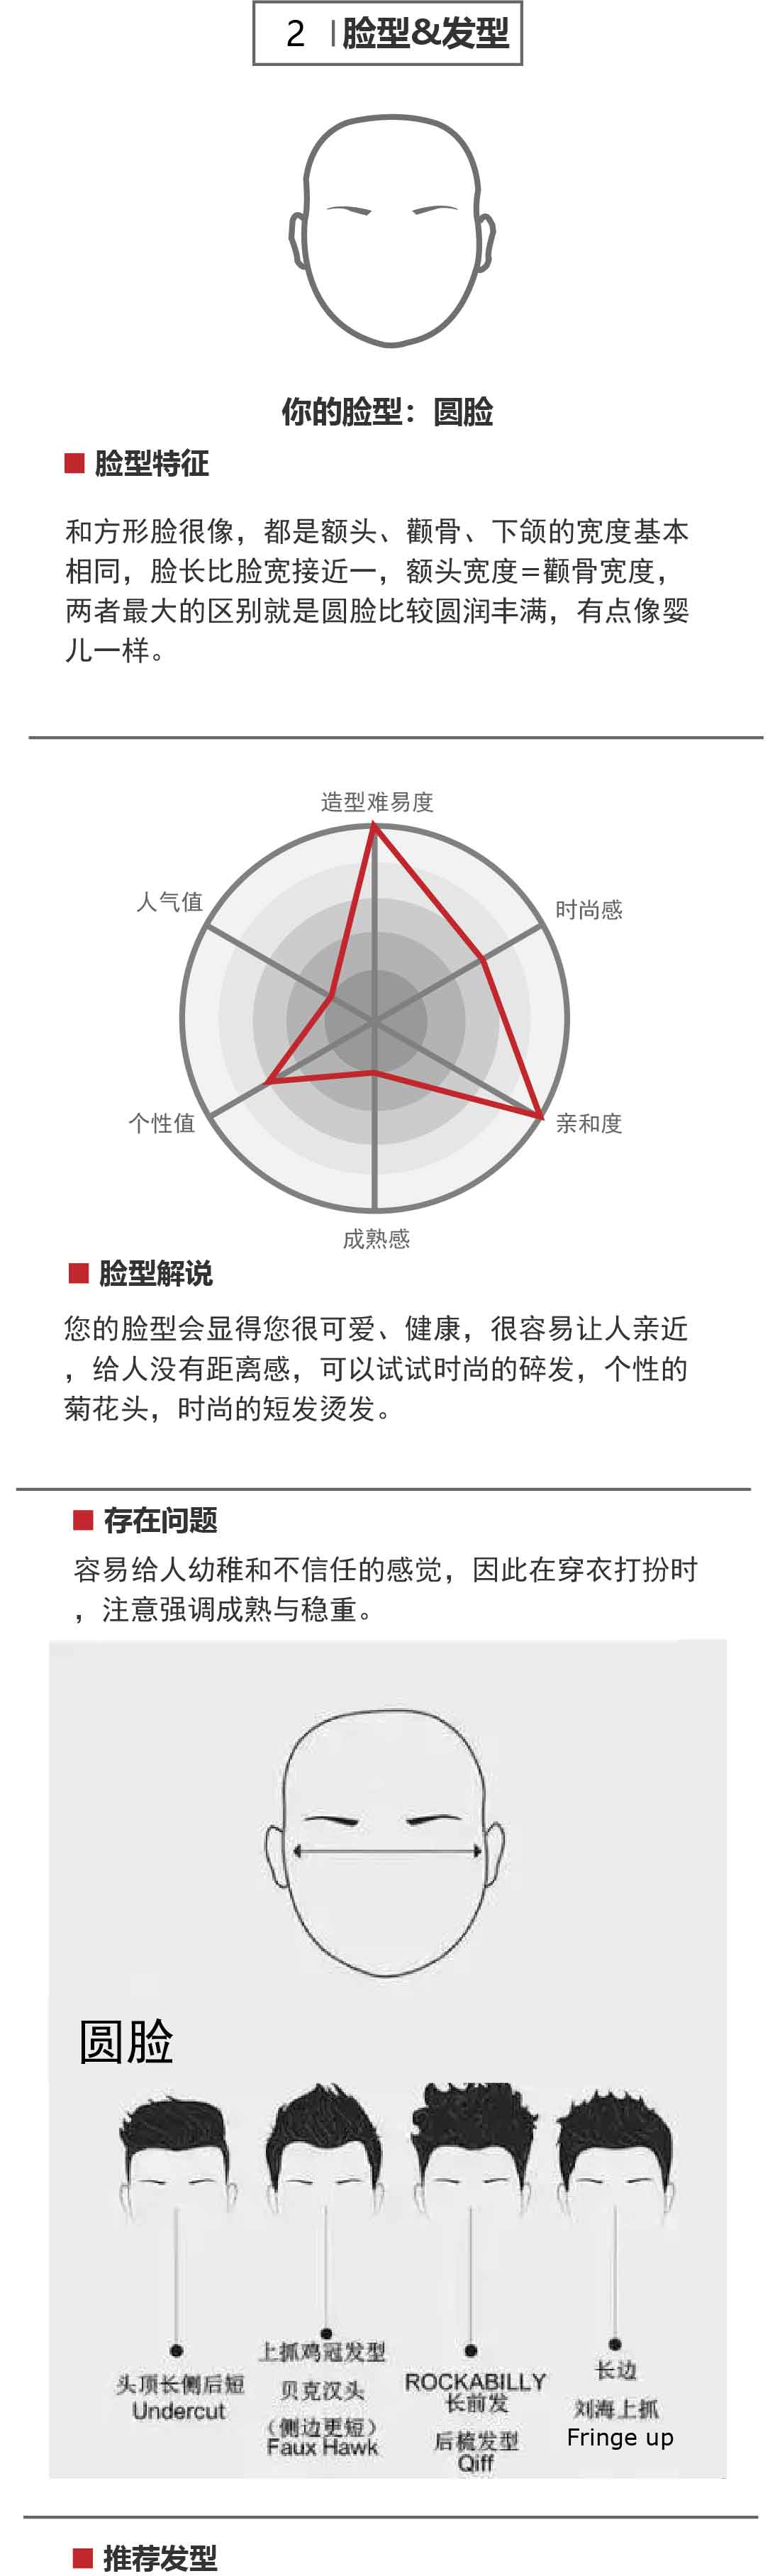 2 |脸型&发型
你的脸型：圆脸
脸型特征
和方形脸很像，都是额头、颧骨、下颌的宽度基本
相同，脸长比脸宽接近一，额头宽度=颧骨宽度，
两者最大的区别就是圆脸比较圆润丰满，有点像婴
儿一样。
造型难易度
人气值
时尚感
个性值
亲和度
成熟感
脸型解说
您的脸型会显得您很可爱、健康，很容易让人亲近
，给人没有距离感，可以试试时尚的碎发，个性的
菊花头，时尚的短发烫发。
存在问题
容易给人幼稚和不信任的感觉，因此在穿衣打扮时
，注意强调成熟与稳重。
圆脸
头顶长侧后短
Undercut
上抓鸡冠发型
贝克汉头
（侧边更短）
Faux Hawk
ROCKABILLY
长前发
后梳发型
Qiff
长边
刘海上抓
Fringe up
推荐发型